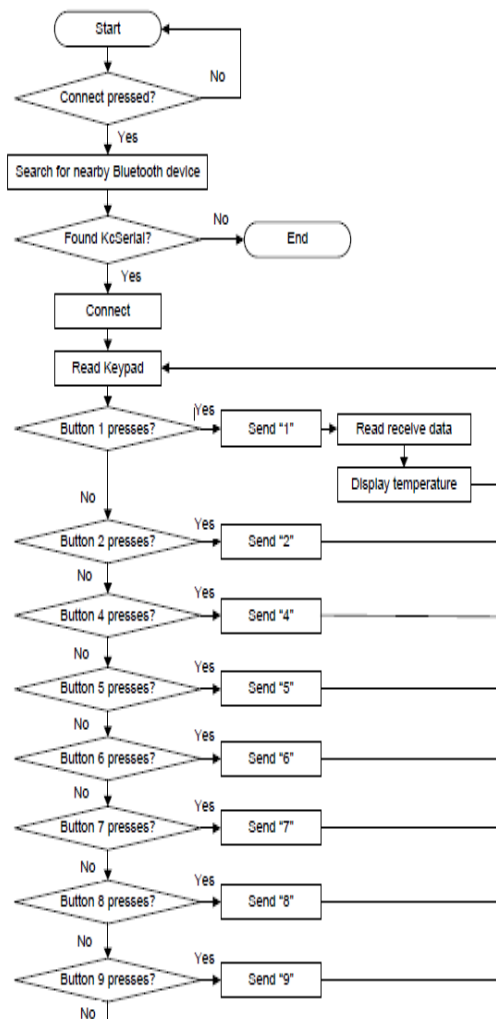 Start
No
Connect pressed?
Yes
Search for nearby Bluetooth device
No
Found KcSerial?
End
Yes
Connect
Read Keypad
Yes
Button 1 presses?
Send "1"
Read receive data
Display temperature
No
Yes
Button 2 presses?
Send "2"
No
Yes
Button 4 presses?
Send "4"
No
Yes
Button 5 presses?
Send "5"
No
Yes
Button 6 presses?
Send "6"
No
Yes
Button 7 presses?
Send "7"
No
Yes
Button 8 presses?
Send "8"
No
Yes
Button 9 presses?
Send "9"
No